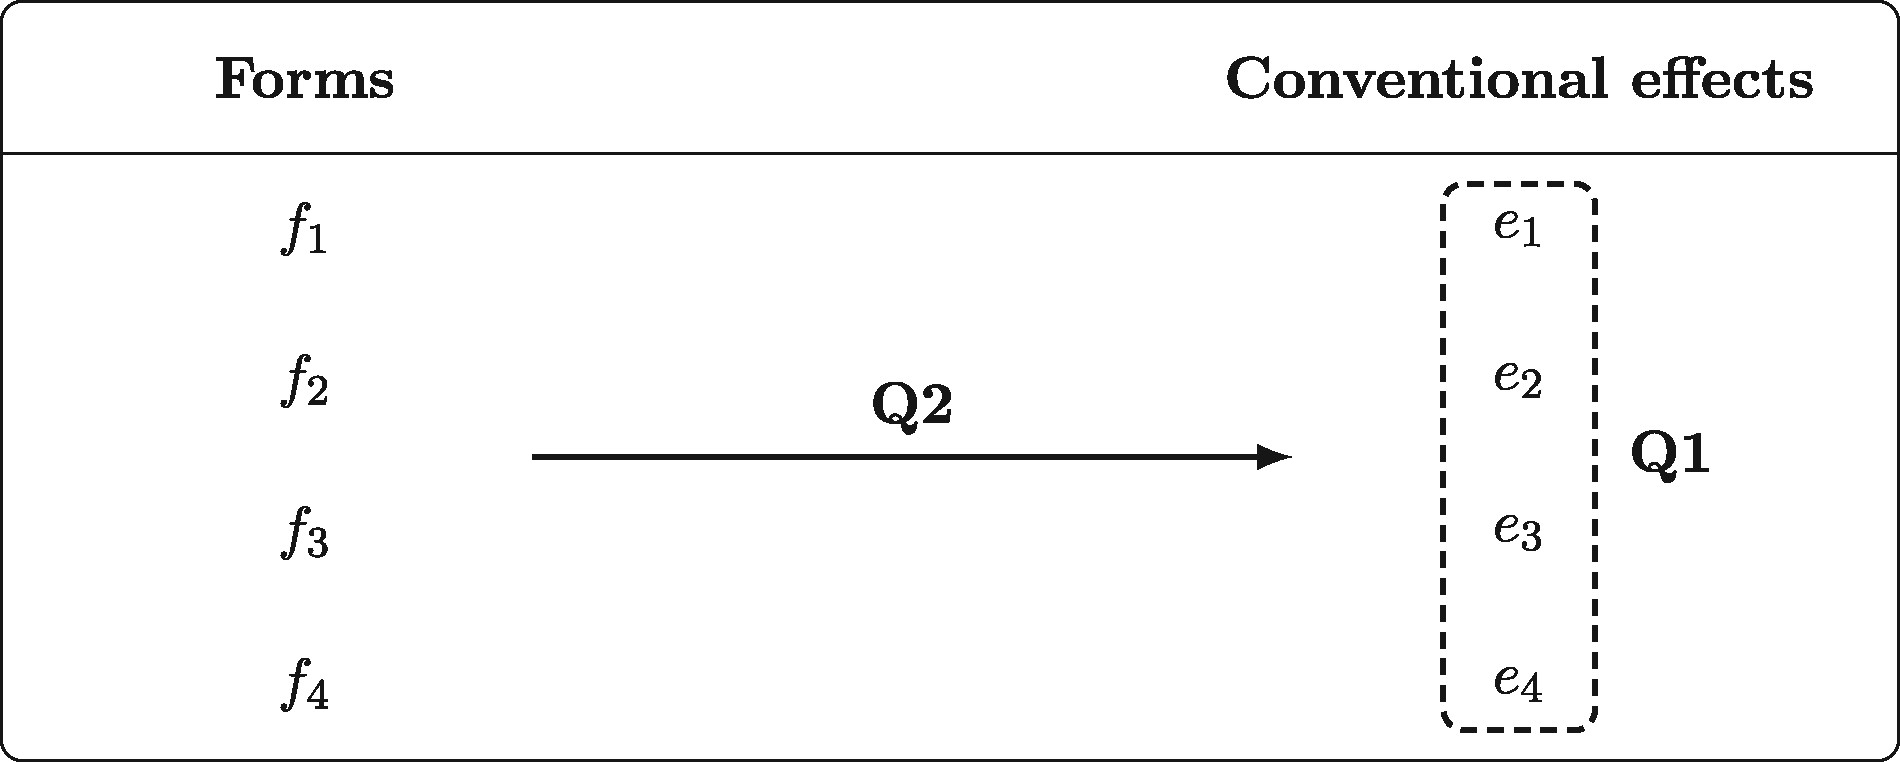 Forms Conventional effects
f₁ e₁
f₂ e₂
Q2
Q1
f₃ e₃
f₄ e₄